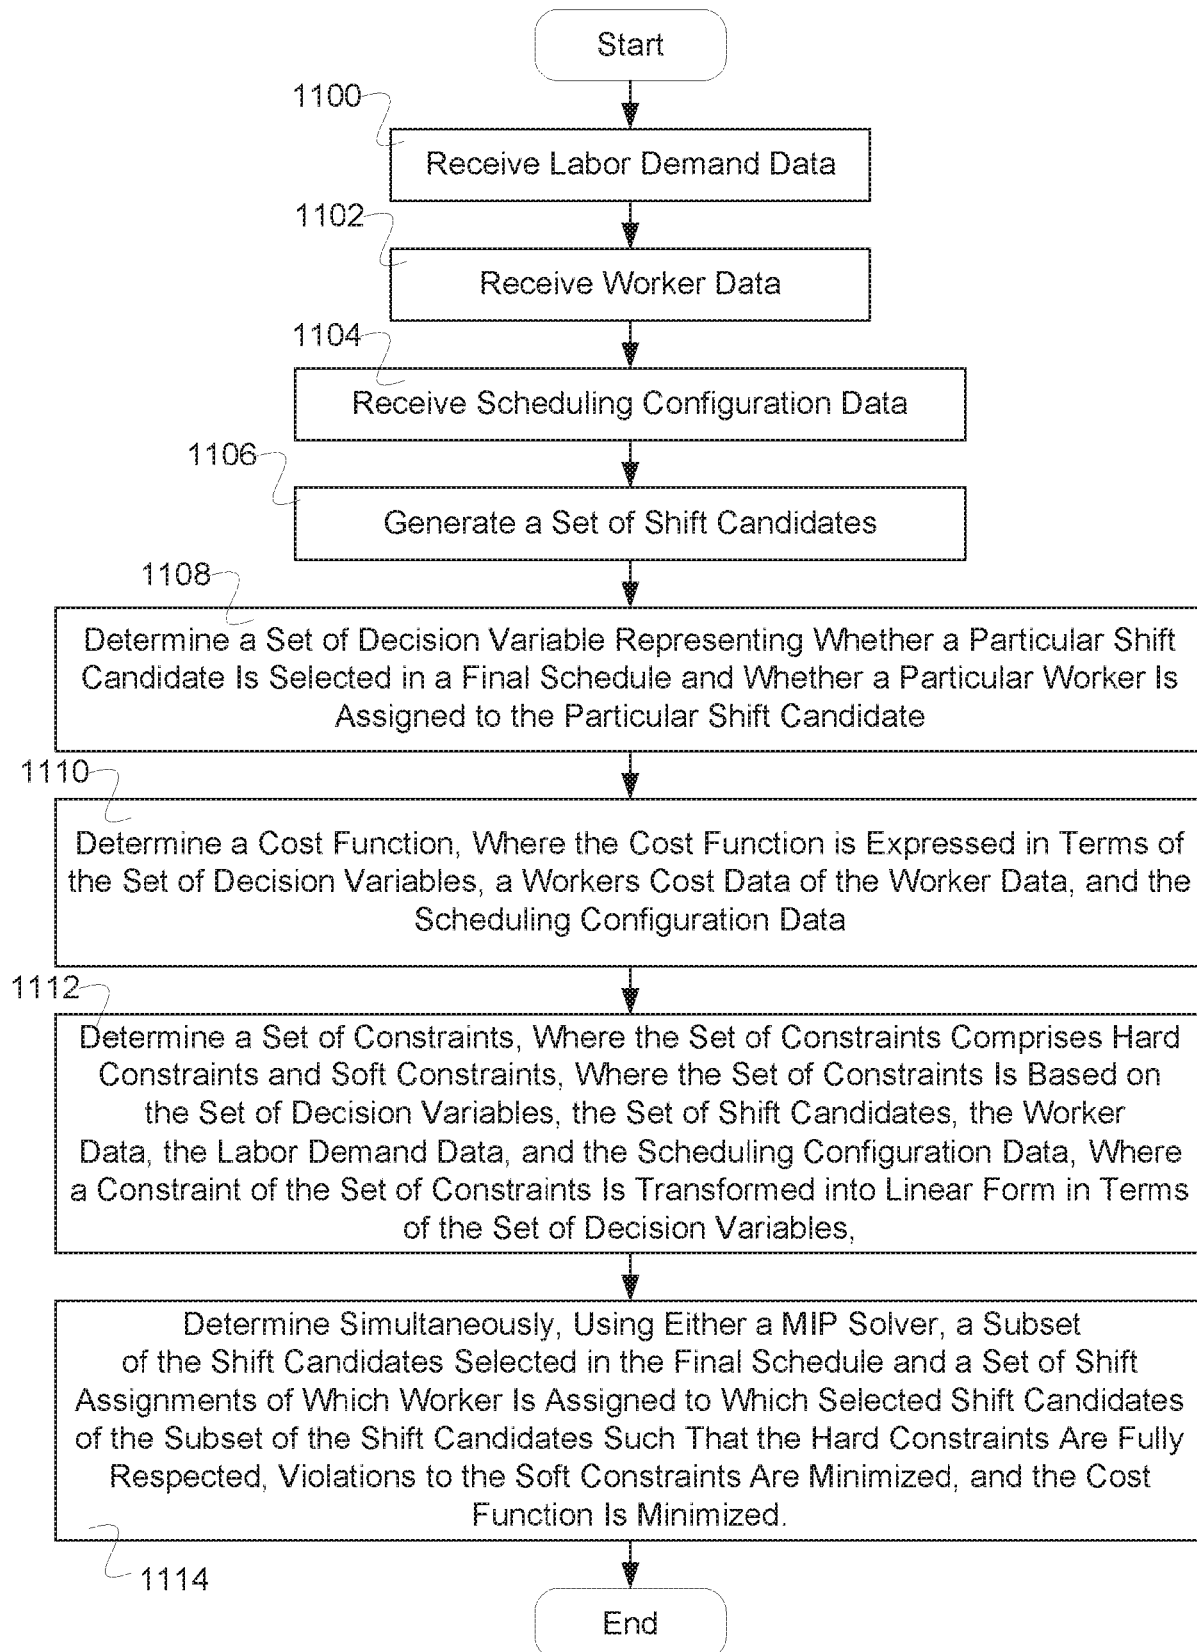 Start
1100
Receive Labor Demand Data
1102
Receive Worker Data
1104
Receive Scheduling Configuration Data
1106
Generate a Set of Shift Candidates
1108
Determine a Set of Decision Variable Representing Whether a Particular Shift
Candidate Is Selected in a Final Schedule and Whether a Particular Worker Is
Assigned to the Particular Shift Candidate
1110
Determine a Cost Function, Where the Cost Function is Expressed in Terms of
the Set of Decision Variables, a Workers Cost Data of the Worker Data, and the
Scheduling Configuration Data
1112
Determine a Set of Constraints, Where the Set of Constraints Comprises Hard
Constraints and Soft Constraints, Where the Set of Constraints Is Based on
the Set of Decision Variables, the Set of Shift Candidates, the Worker
Data, the Labor Demand Data, and the Scheduling Configuration Data, Where
a Constraint of the Set of Constraints Is Transformed into Linear Form in Terms
of the Set of Decision Variables,
Determine Simultaneously, Using Either a MIP Solver, a Subset
of the Shift Candidates Selected in the Final Schedule and a Set of Shift
Assignments of Which Worker Is Assigned to Which Selected Shift Candidates
of the Subset of the Shift Candidates Such That the Hard Constraints Are Fully
Respected, Violations to the Soft Constraints Are Minimized, and the Cost
Function Is Minimized.
1114
End